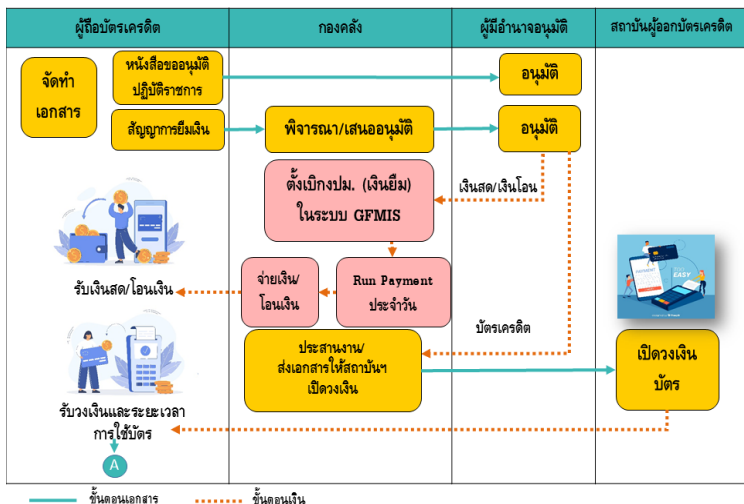 ผู้ถือบัตรเครดิต
กองคลัง
ผู้มีอำนาจอนุมัติ
สถาบันผู้ออกบัตรเครดิต
จัดทำ
เอกสาร
หนังสือขออนุมัติ
ปฏิบัติราชการ
อนุมัติ
สัญญาการยืมเงิน
พิจารณา/เสนออนุมัติ
อนุมัติ
ตั้งเบิกงปม. (เงินยืม)
ในระบบ GFMIS
เงินสด/เงินโอน
รับเงินสด/โอนเงิน
จ่ายเงิน/
โอนเงิน
Run Payment
ประจำวัน
PAYMENT
EASY
บัตรเครดิต
ประสานงาน/
ส่งเอกสารให้สถาบันฯ
เปิดวงเงิน
เปิดวงเงิน
บัตร
รับวงเงินและระยะเวลา
การใช้บัตร
A
ขั้นตอนเอกสาร
ขั้นตอนเงิน